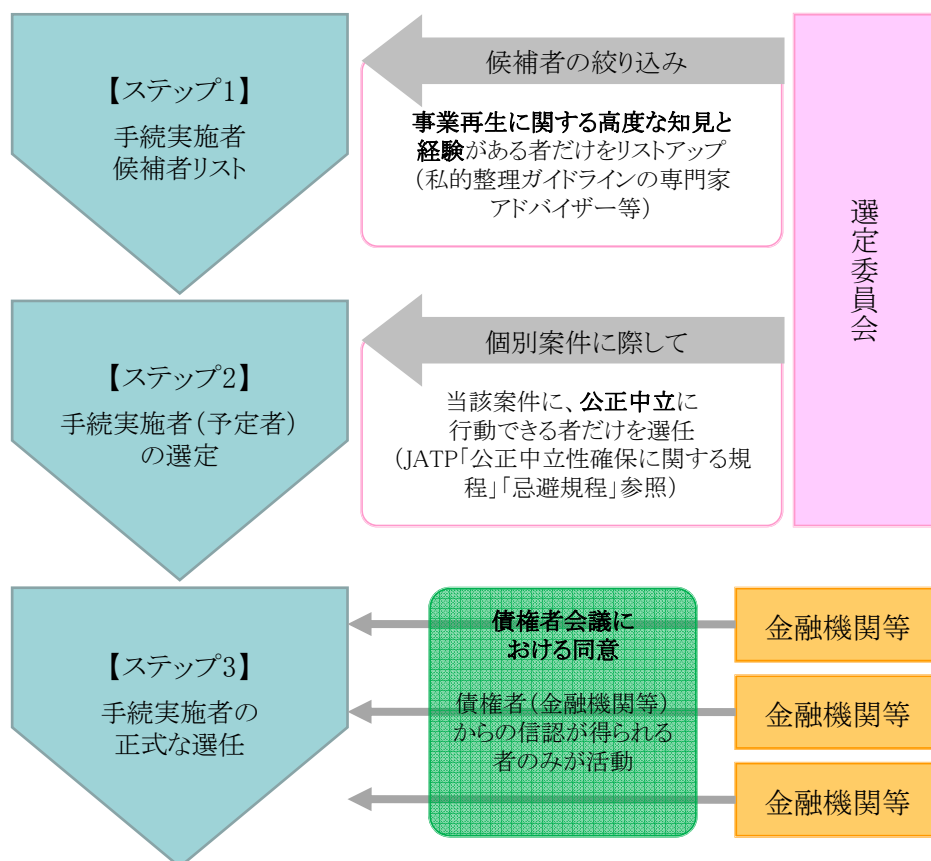 【ステップ1】
手続実施者
候補者リスト
候補者の絞り込み
事業再生に関する高度な知見と
経験がある者だけをリストアップ
(私的整理ガイドラインの専門家
アドバイザー等)
選定委員会
【ステップ2】
手続実施者(予定者)
の選定
個別案件に際して
当該案件に、公正中立に
行動できる者だけを選任
(JATP「公正中立性確保に関する規
程」「忌避規程」参照)
【ステップ3】
手続実施者の
正式な選任
債権者会議に
おける同意
債権者(金融機関等)
からの信認が得られる
者のみが活動
金融機関等
金融機関等
金融機関等